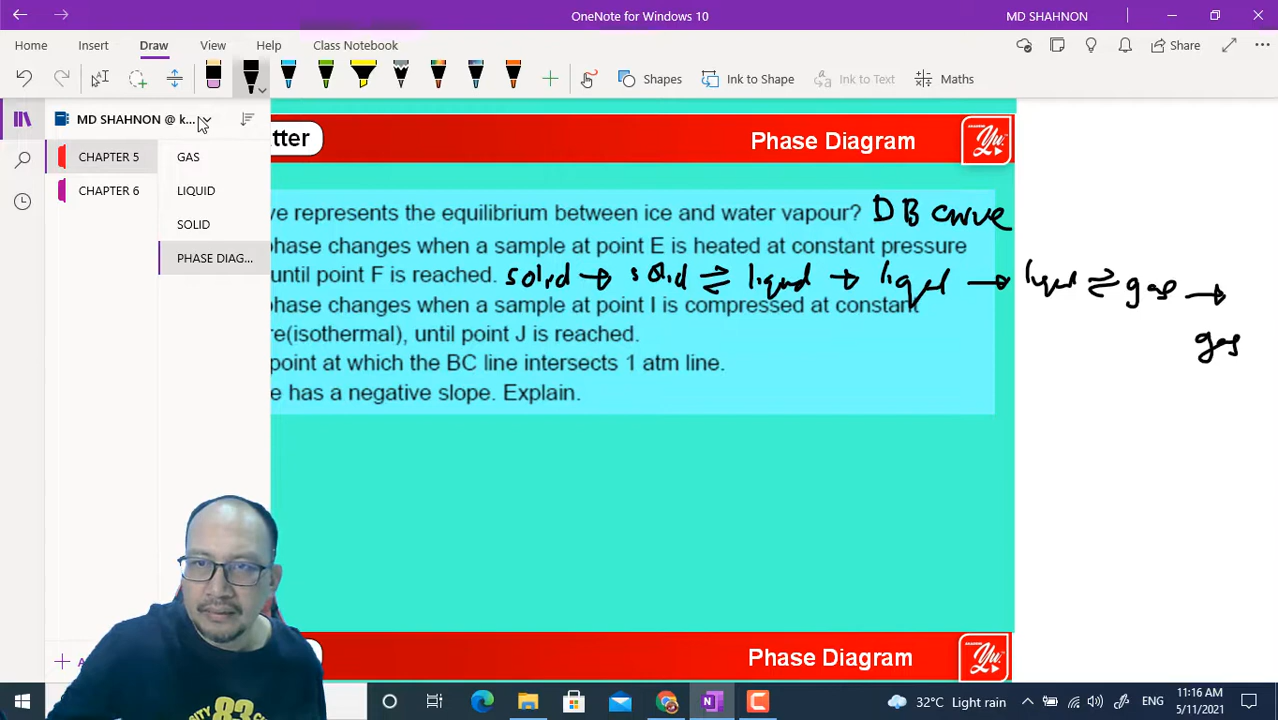 OneNote for Windows 10
MD SHAHNON
Home Insert Draw View Help Class Notebook
Share
Shapes Ink to Shape Ink to Text Maths
MD SHAHNON @ k...
CHAPTER 5
CHAPTER 6
GAS
LIQUID
SOLID
PHASE DIAG...
tter
Phase Diagram
ve represents the equilibrium between ice and water vapour? DB curve
phase changes when a sample at point E is heated at constant pressure
until point F is reached. solid → solid ⇌ liquid → liquid → liquid ⇌ gas →
gas
phase changes when a sample at point I is compressed at constant
re(isothermal), until point J is reached.
point at which the BC line intersects 1 atm line.
e has a negative slope. Explain.
Phase Diagram
83
32°C Light rain
ENG
11:16 AM
5/11/2021